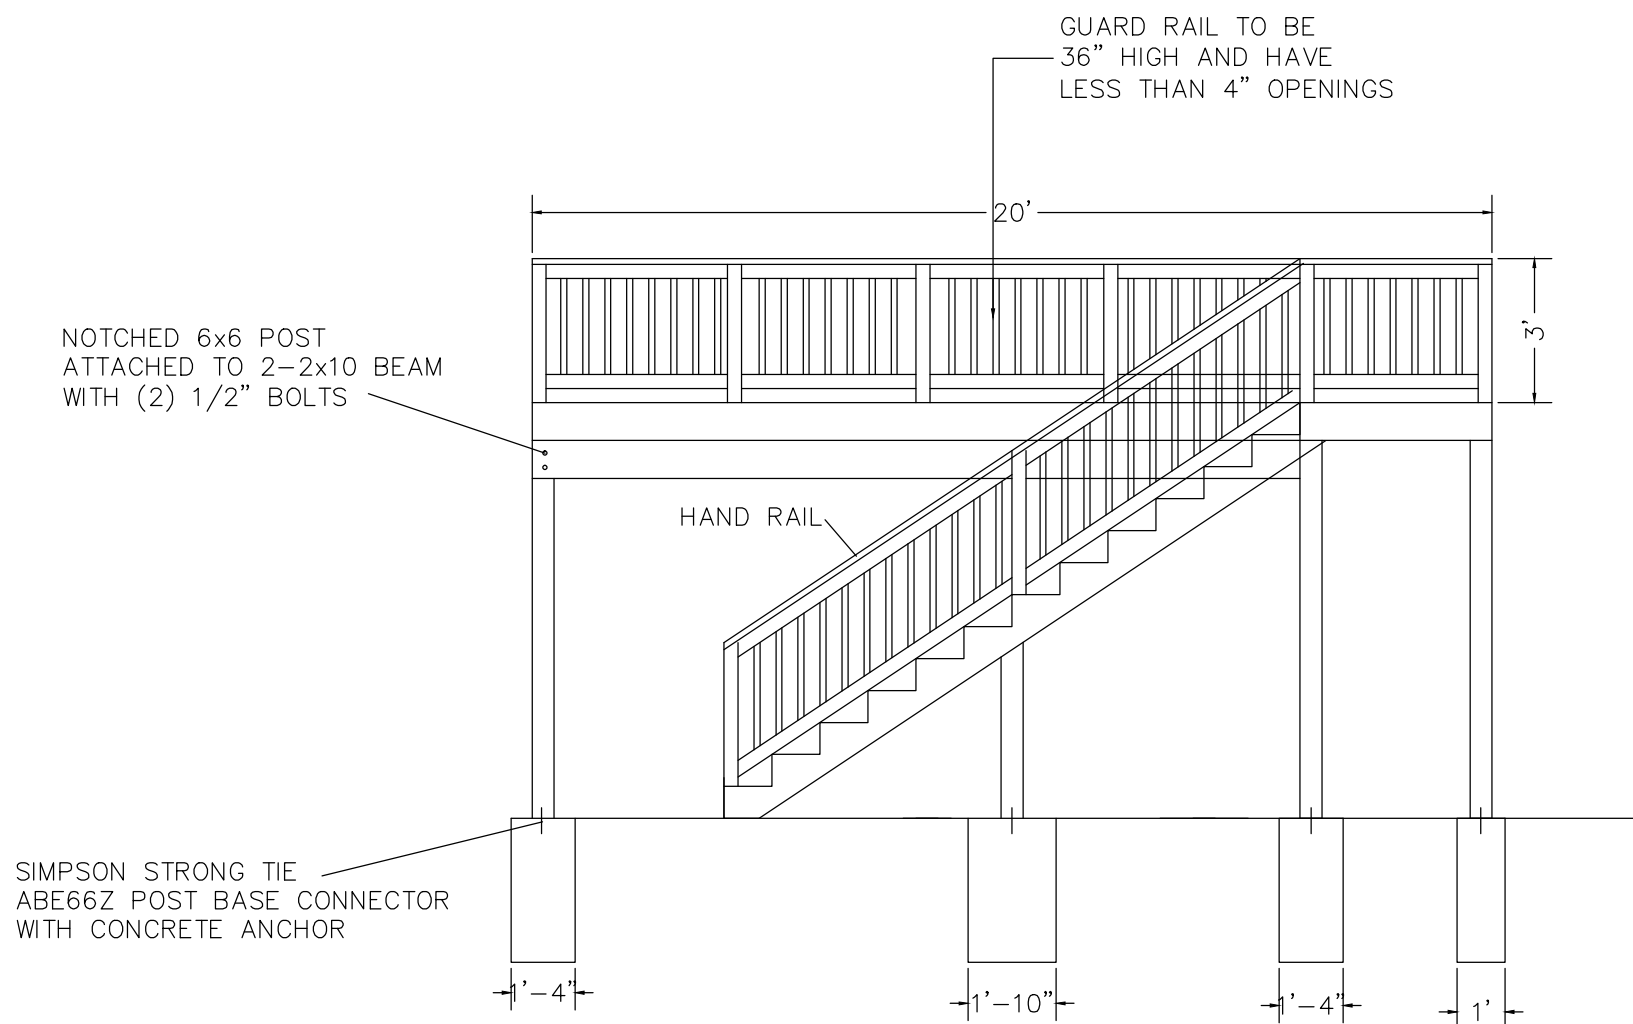 GUARD RAIL TO BE
36" HIGH AND HAVE
LESS THAN 4" OPENINGS
20'
3'
NOTCHED 6x6 POST
ATTACHED TO 2-2x10 BEAM
WITH (2) 1/2" BOLTS
HAND RAIL
SIMPSON STRONG TIE
ABE66Z POST BASE CONNECTOR
WITH CONCRETE ANCHOR
1'-4"
1'-10"
1'-4"
1'